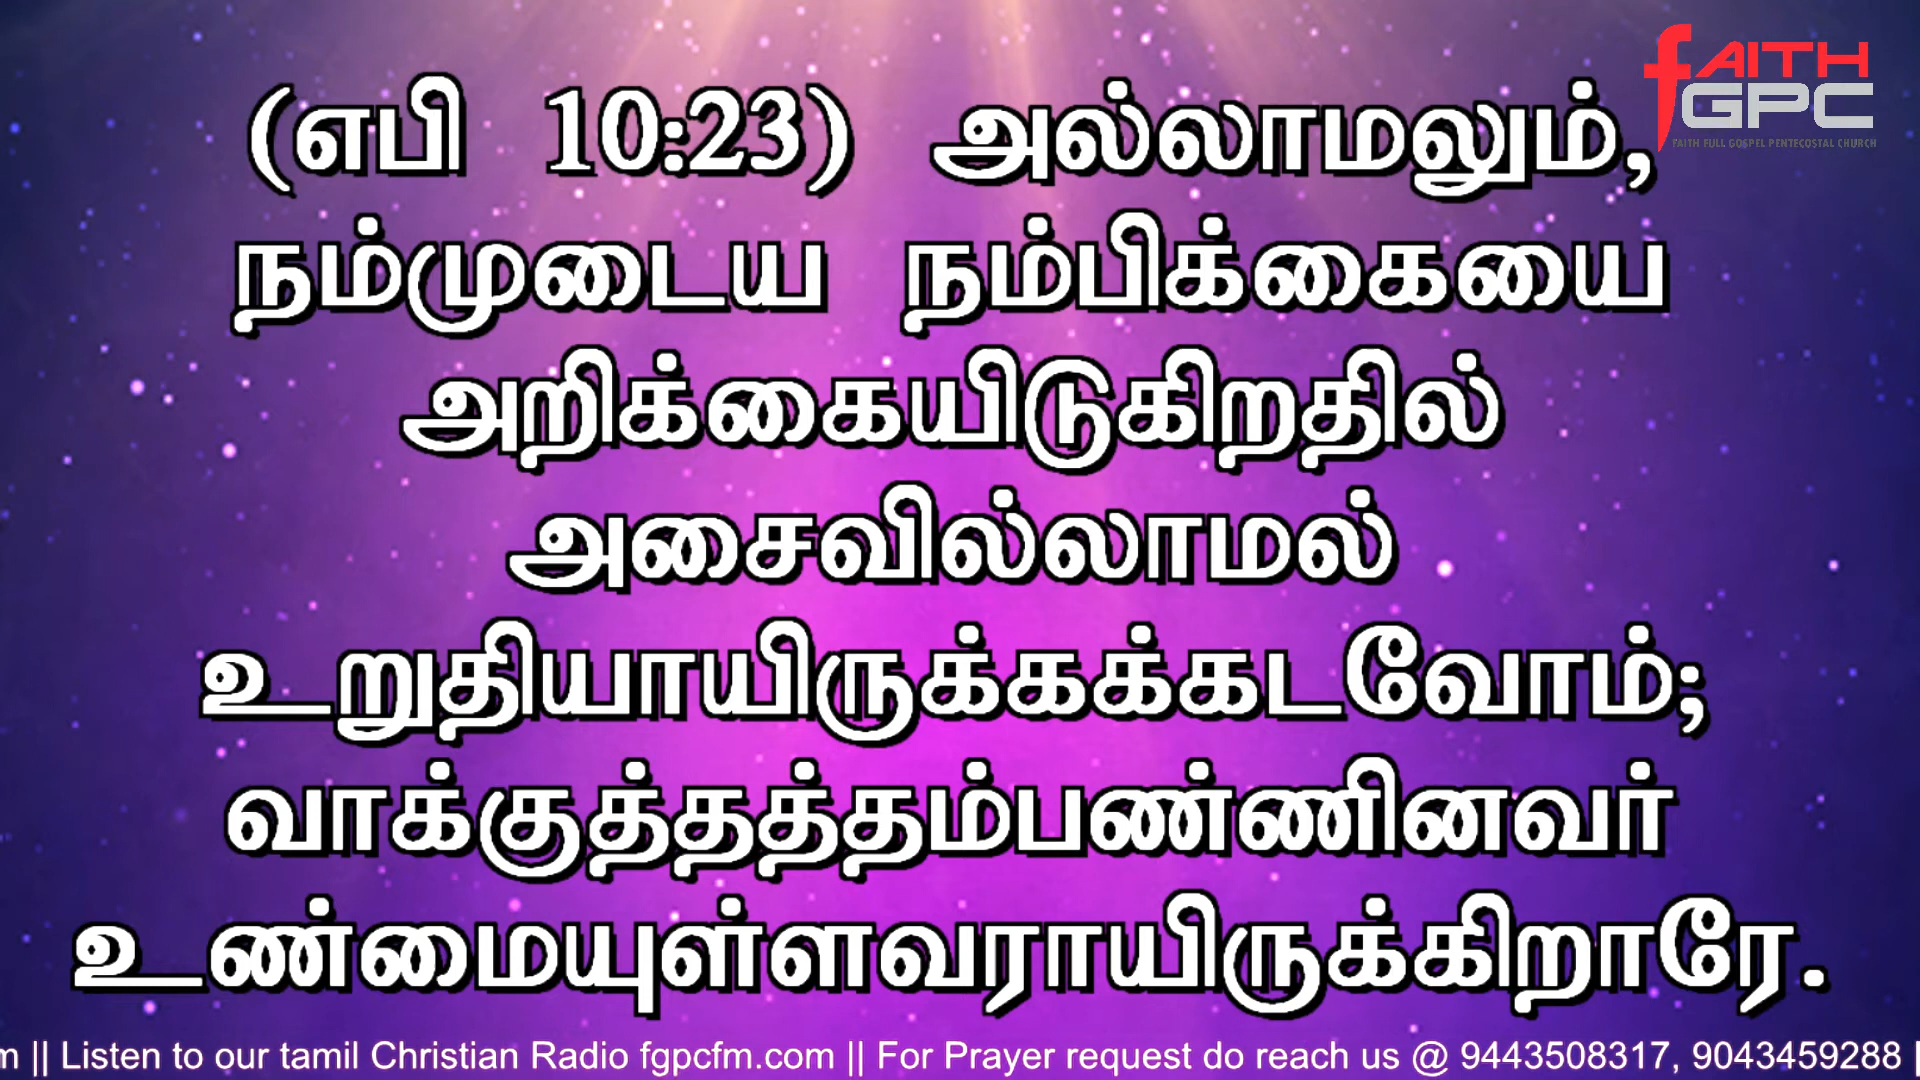 fAITH
GPC
FAITH FULL GOSPEL PENTECOSTAL CHURCH
(எபி 10:23) அல்லாமலும்,
நம்முடைய நம்பிக்கையை
அறிக்கையிடுகிறதில்
அசைவில்லாமல்
உறுதியாயிருக்கக்கடவோம்;
வாக்குத்தத்தம்பண்ணினவர்
உண்மையுள்ளவராயிருக்கிறாரே.
m || Listen to our tamil Christian Radio fgpcfm.com || For Prayer request do reach us @ 9443508317, 9043459288 |